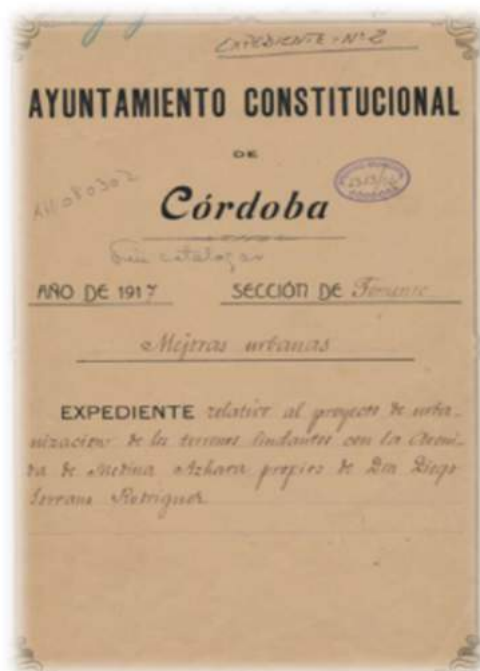 EXPEDIENTE-Nº 2
AYUNTAMIENTO CONSTITUCIONAL
DE
Córdoba
AH080302
Sin catalogar
AÑO DE 1917 SECCIÓN DE Fomento
Mejoras urbanas
EXPEDIENTE relativo al proyecto de urba-
nizacion de los terrenos lindantes con la Aveni-
da de Medina Azhara propios de Don Diego
Serrano Rodriguez